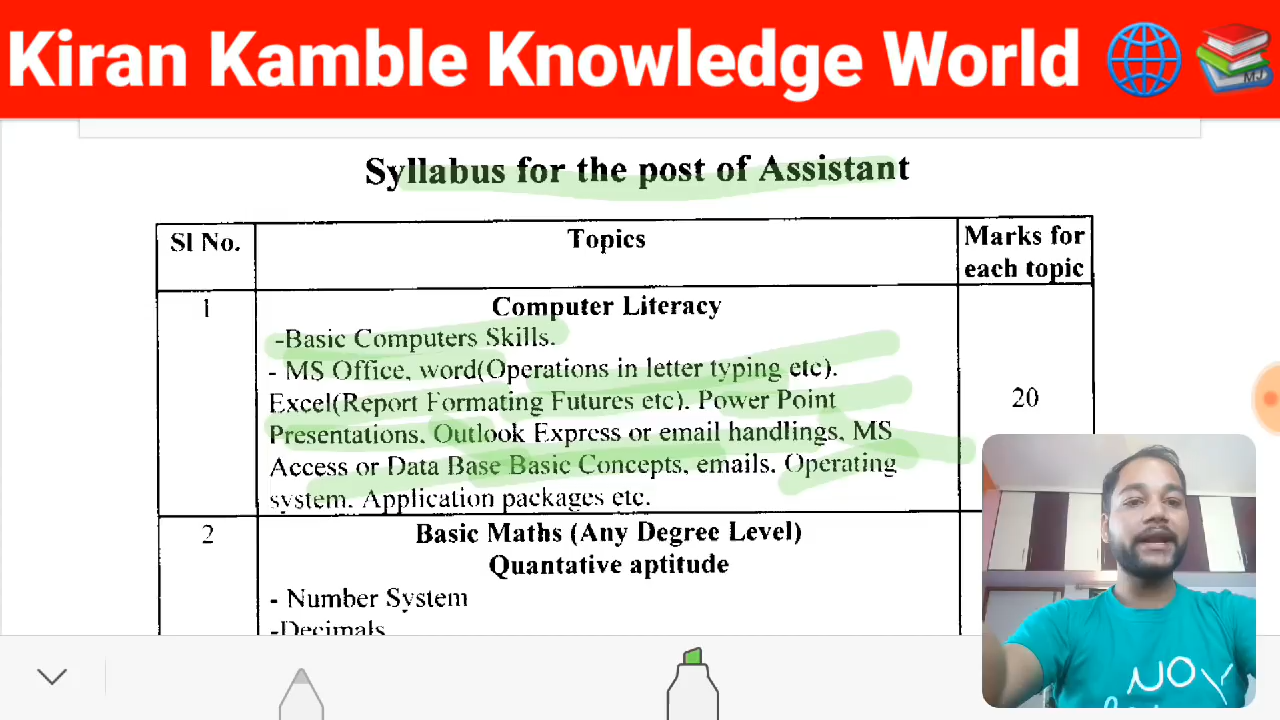 Kiran Kamble Knowledge World
MJ
Syllabus for the post of Assistant
Sl No.
Topics
Marks for
each topic
1
Computer Literacy
-Basic Computers Skills.
- MS Office, word(Operations in letter typing etc).
Excel(Report Formating Futures etc). Power Point
Presentations. Outlook Express or email handlings, MS
Access or Data Base Basic Concepts, emails. Operating
system. Application packages etc.
20
2
Basic Maths (Any Degree Level)
Quantative aptitude
- Number System
-Decimals
NOY